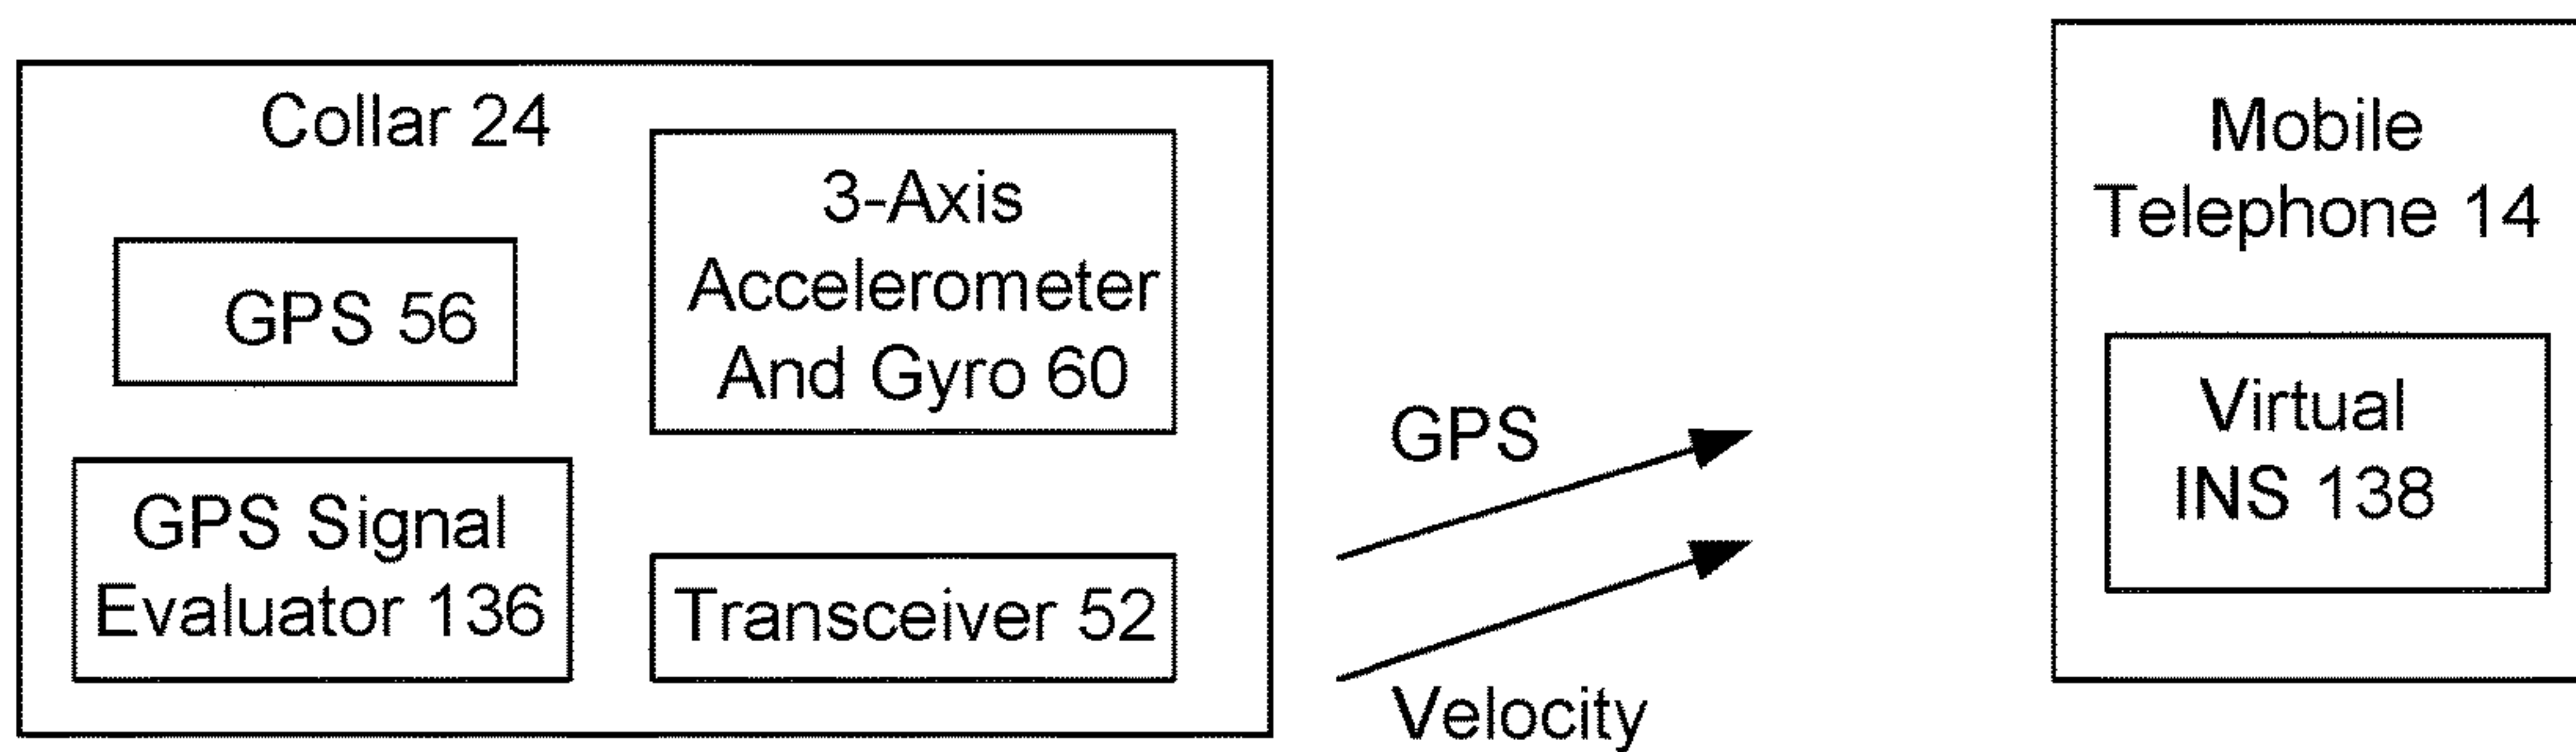 Collar 24
GPS 56
3-Axis
Accelerometer
And Gyro 60
GPS Signal
Evaluator 136
Transceiver 52
GPS
Velocity
Mobile
Telephone 14
Virtual
INS 138